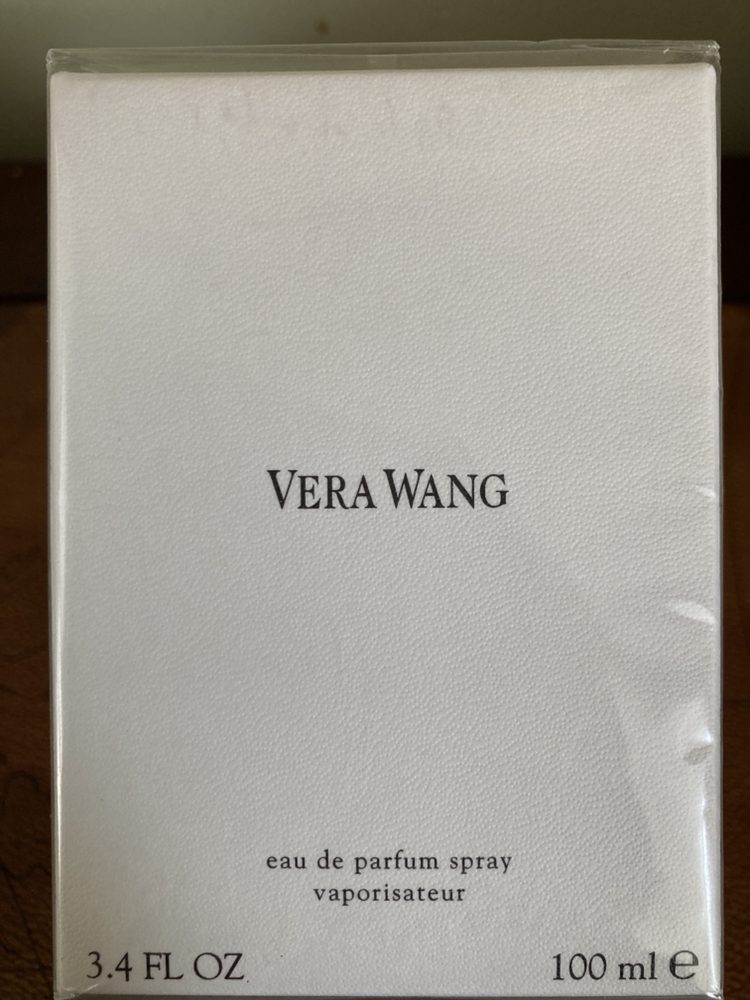 VERA WANG
eau de parfum spray
vaporisateur
3.4 FL OZ 100 ml ℮